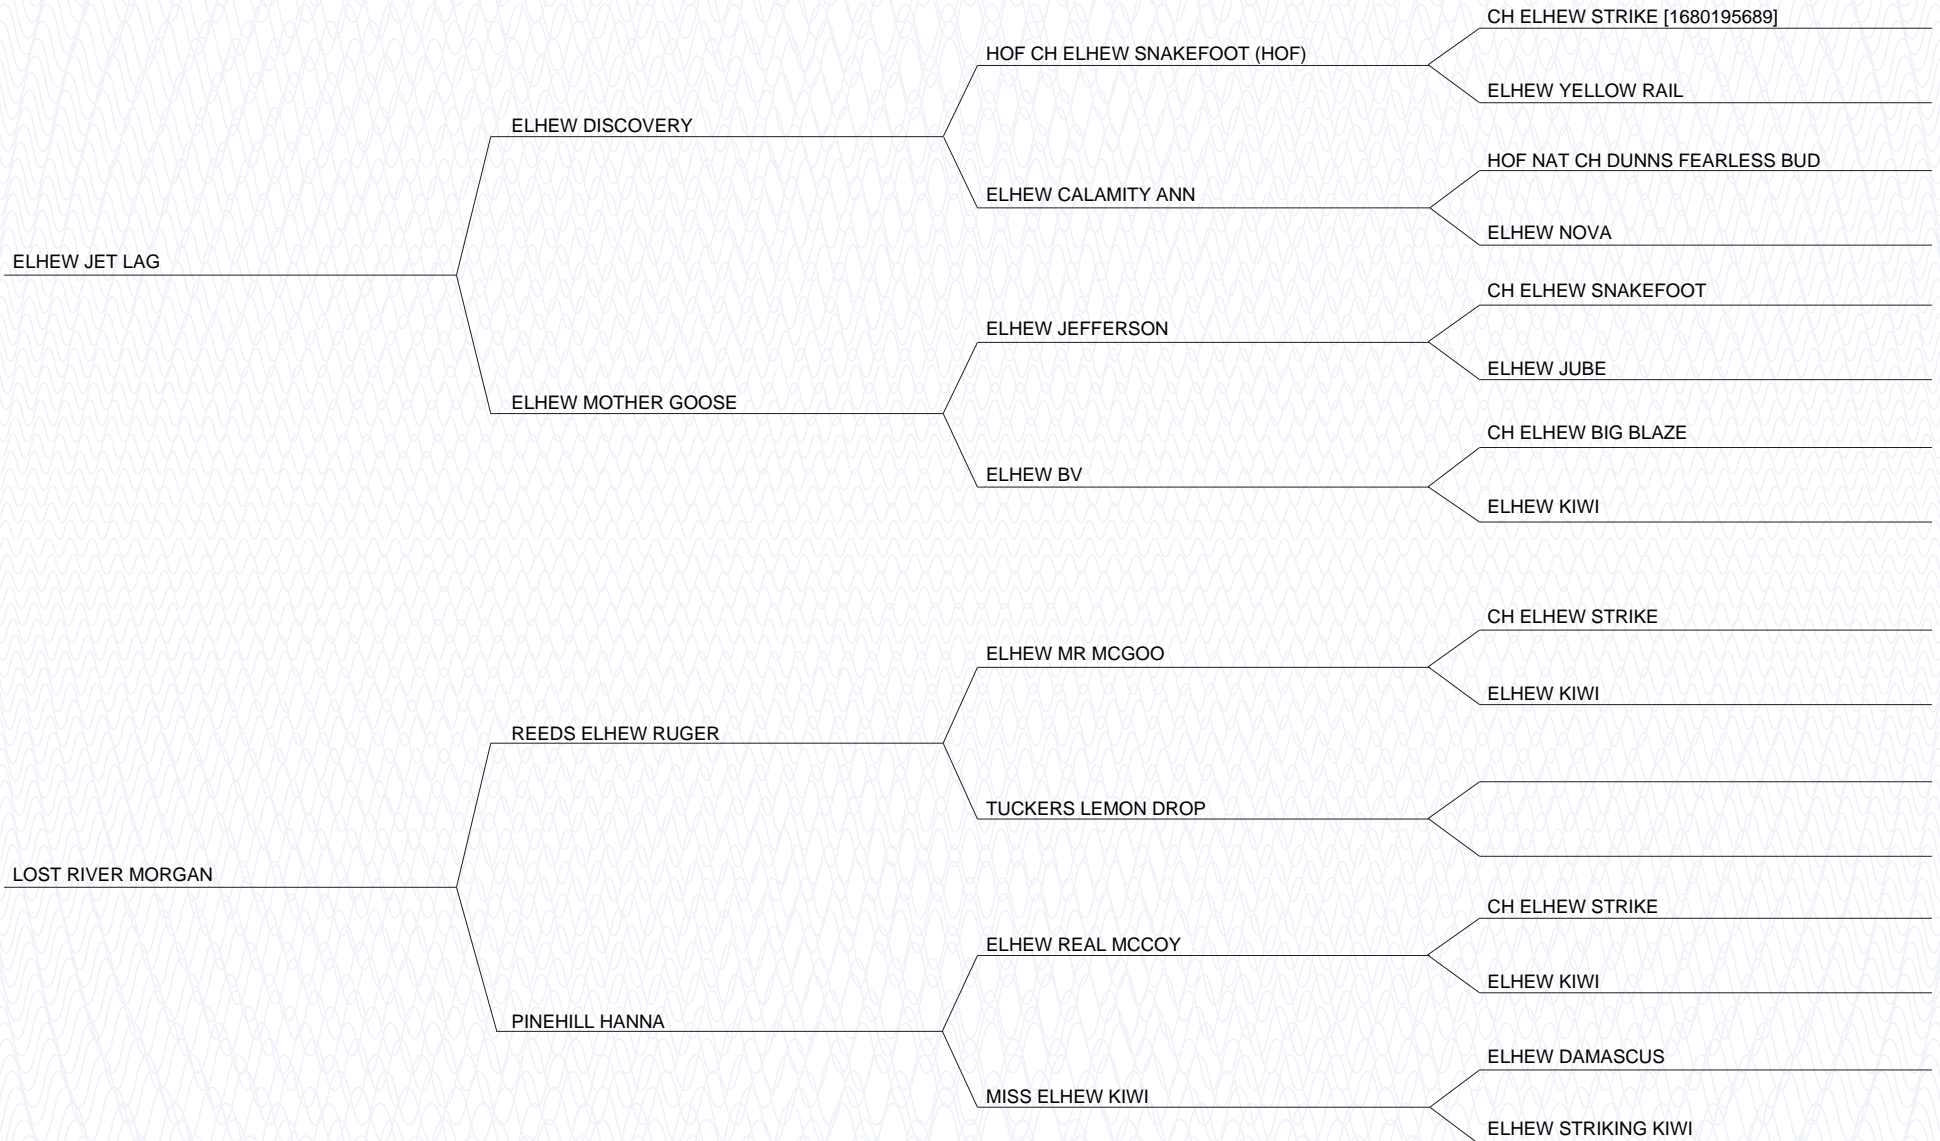 CH ELHEW STRIKE [1680195689]
HOF CH ELHEW SNAKEFOOT (HOF)
ELHEW YELLOW RAIL
ELHEW DISCOVERY
HOF NAT CH DUNNS FEARLESS BUD
ELHEW CALAMITY ANN
ELHEW NOVA
ELHEW JET LAG
CH ELHEW SNAKEFOOT
ELHEW JEFFERSON
ELHEW JUBE
ELHEW MOTHER GOOSE
CH ELHEW BIG BLAZE
ELHEW BV
ELHEW KIWI
CH ELHEW STRIKE
ELHEW MR MCGOO
ELHEW KIWI
REEDS ELHEW RUGER
TUCKERS LEMON DROP
LOST RIVER MORGAN
CH ELHEW STRIKE
ELHEW REAL MCCOY
ELHEW KIWI
PINEHILL HANNA
ELHEW DAMASCUS
MISS ELHEW KIWI
ELHEW STRIKING KIWI